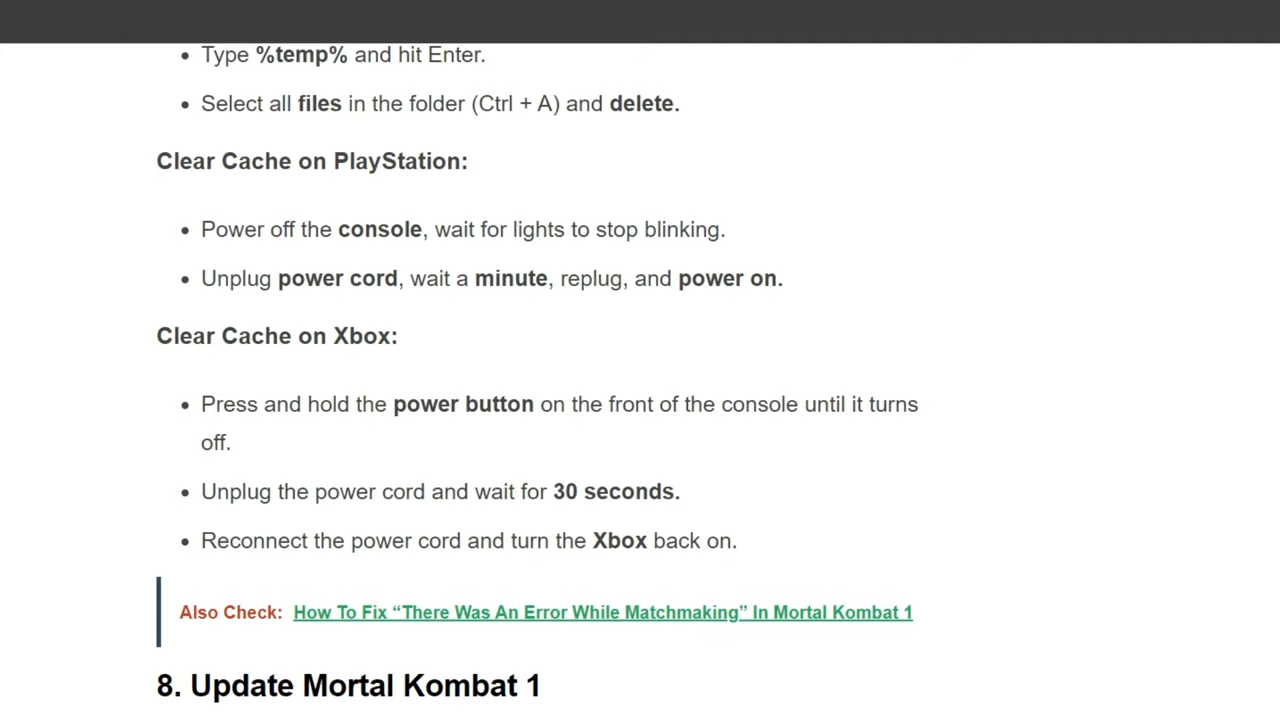 Type %temp% and hit Enter.
Select all files in the folder (Ctrl + A) and delete.
Clear Cache on PlayStation:
Power off the console, wait for lights to stop blinking.
Unplug power cord, wait a minute, replug, and power on.
Clear Cache on Xbox:
Press and hold the power button on the front of the console until it turns
off.
Unplug the power cord and wait for 30 seconds.
Reconnect the power cord and turn the Xbox back on.
Also Check: How To Fix “There Was An Error While Matchmaking” In Mortal Kombat 1
8. Update Mortal Kombat 1